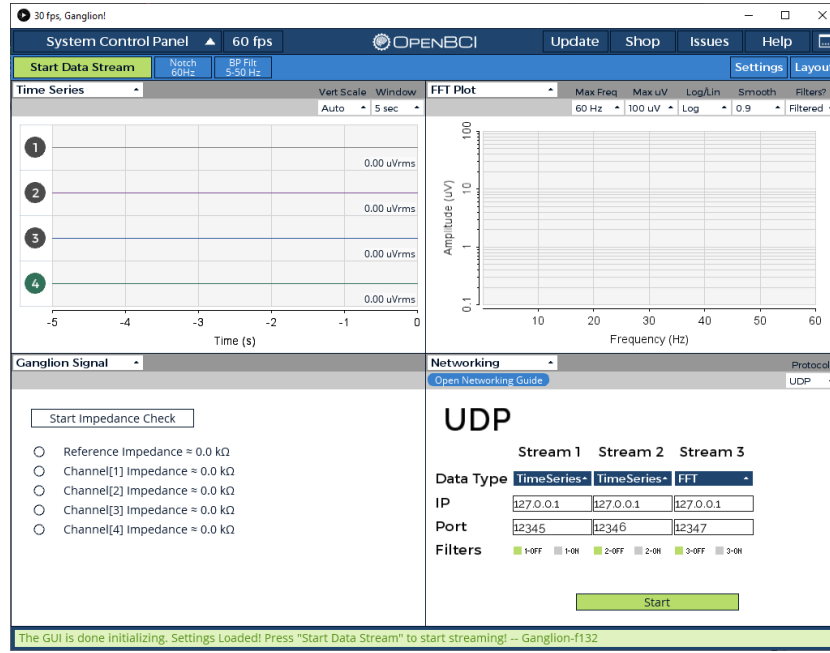 30 fps, Ganglion!
System Control Panel 60 fps OPENBCI Update Shop Issues Help
Start Data Stream Notch 60Hz BP Filt 5-50 Hz Settings Layout
Time Series
Vert Scale Window
Auto 5 sec
1 0.00 uVrms
2 0.00 uVrms
3 0.00 uVrms
4 0.00 uVrms
-5 -4 -3 -2 -1 0
Time (s)
FFT Plot
Max Freq Max uV Log/Lin Smooth Filters?
60 Hz 100 uV Log 0.9 Filtered
100
10
1
0.1
Amplitude (uV)
10 20 30 40 50 60
Frequency (Hz)
Ganglion Signal
Start Impedance Check
Reference Impedance ≈ 0.0 kΩ
Channel[1] Impedance ≈ 0.0 kΩ
Channel[2] Impedance ≈ 0.0 kΩ
Channel[3] Impedance ≈ 0.0 kΩ
Channel[4] Impedance ≈ 0.0 kΩ
Networking
Protocol
Open Networking Guide UDP
UDP
Stream 1 Stream 2 Stream 3
Data Type TimeSeries TimeSeries FFT
IP 127.0.0.1 127.0.0.1 127.0.0.1
Port 12345 12346 12347
Filters 1-OFF 1-ON 2-OFF 2-ON 3-OFF 3-ON
Start
The GUI is done initializing. Settings Loaded! Press "Start Data Stream" to start streaming! -- Ganglion-f132